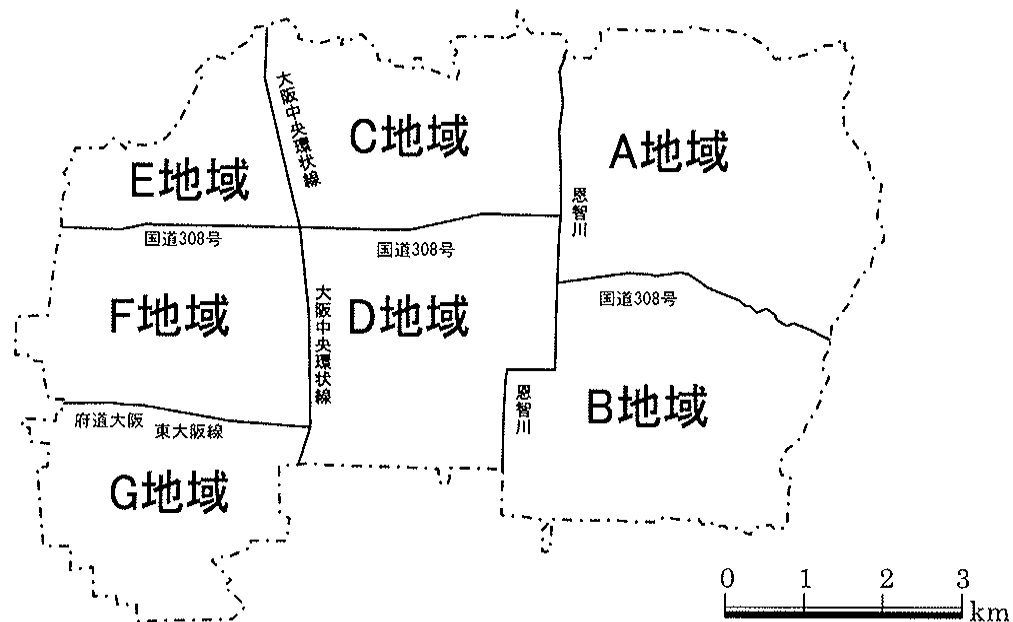 大阪中央環状線
C地域
A地域
E地域
恩智川
国道308号
国道308号
大阪中央環状線
国道308号
F地域
D地域
恩智川
B地域
府道大阪
東大阪線
G地域
0 1 2 3
km